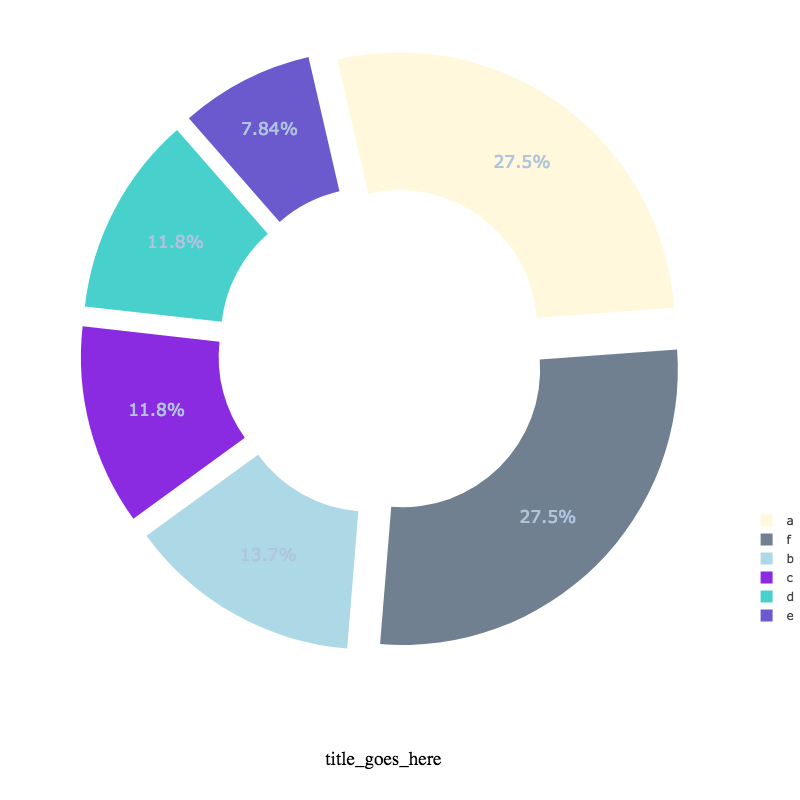 7.84%
27.5%
11.8%
11.8%
27.5%
13.7%
a
f
b
c
d
e
title_goes_here